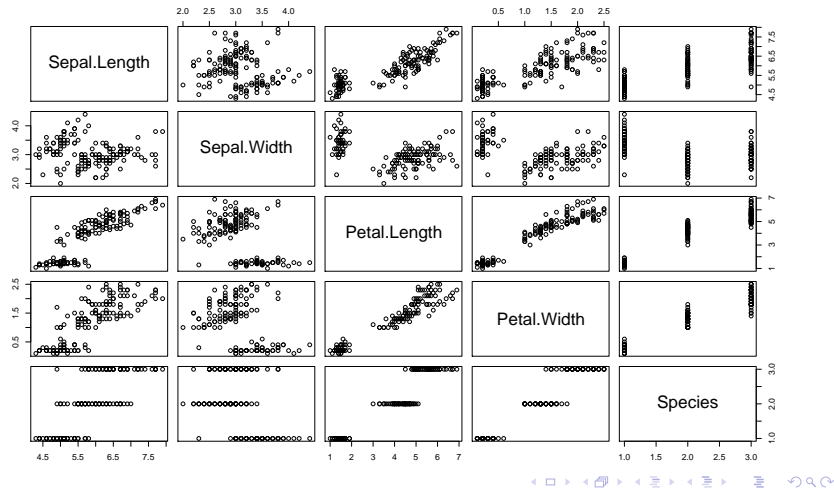 2.0 2.5 3.0 3.5 4.0
0.5 1.0 1.5 2.0 2.5
Sepal.Length
4.5 5.5 6.5 7.5
2.0 3.0 4.0
Sepal.Width
Petal.Length
1 3 5 7
0.5 1.5 2.5
Petal.Width
Species
1.0 2.0 3.0
4.5 5.5 6.5 7.5
1 2 3 4 5 6 7
1.0 1.5 2.0 2.5 3.0